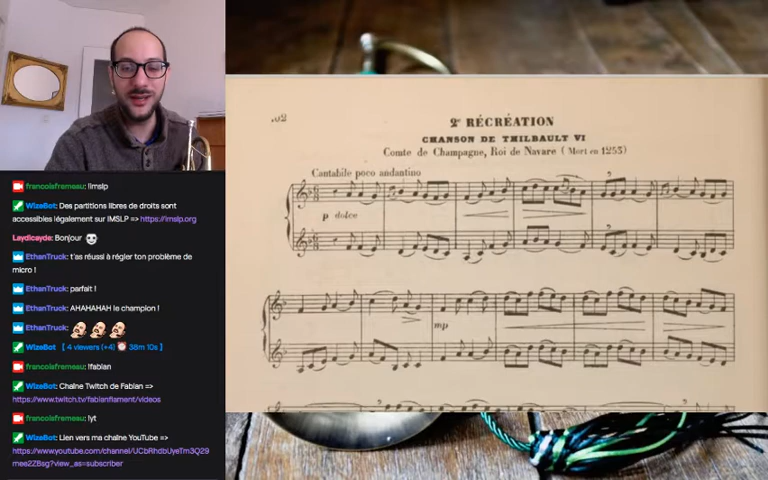 francoisfremeau: !imslp
WizeBot: Des partitions libres de droits sont
accessibles légalement sur IMSLP => https://imslp.org
Laydicayde: Bonjour
EthanTruck: t'as réussi à régler ton problème de
micro !
EthanTruck: parfait !
EthanTruck: AHAHAHAH le champion !
EthanTruck:
WizeBot [ 4 viewers (+4) 38m 10s ]
francoisfremeau: !fabian
WizeBot: Chaîne Twitch de Fabian =>
https://www.twitch.tv/fabianflament/videos
francoisfremeau: !yt
WizeBot: Lien vers ma chaîne YouTube =>
https://www.youtube.com/channel/UCbRhdbUyeTm3Q29
mea2ZBsg?view_as=subscriber
2e RÉCRÉATION
CHANSON DE THILBAULT VI
Comte de Champagne, Roi de Navare (Mort en 1253)
Cantabile poco andantino
p dolce
mp